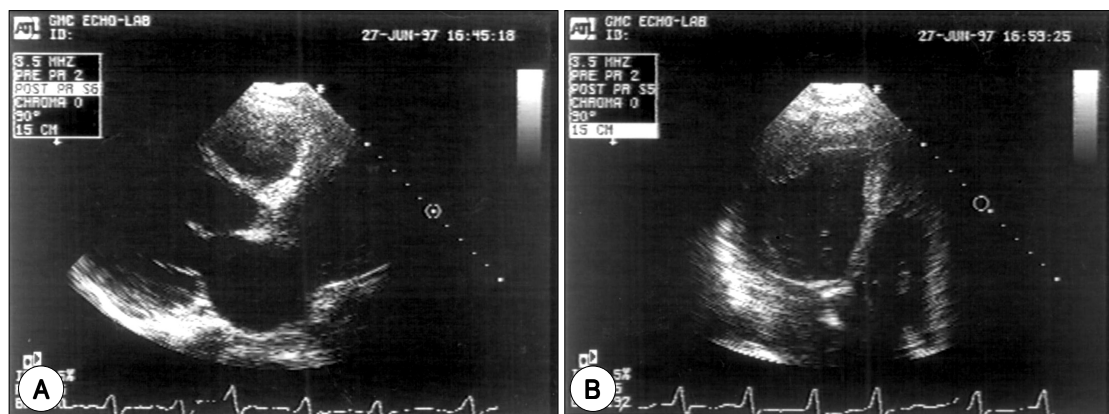 ATL GMC ECHO-LAB
ID:
27-JUN-97 16:45:18
3.5 MHZ
PRE PR 2
POST PR S6
CHROMA 0
90°
15 CM
A
ATL GMC ECHO-LAB
ID:
27-JUN-97 16:59:25
3.5 MHZ
PRE PR 2
POST PR S5
CHROMA 0
90°
15 CM
B